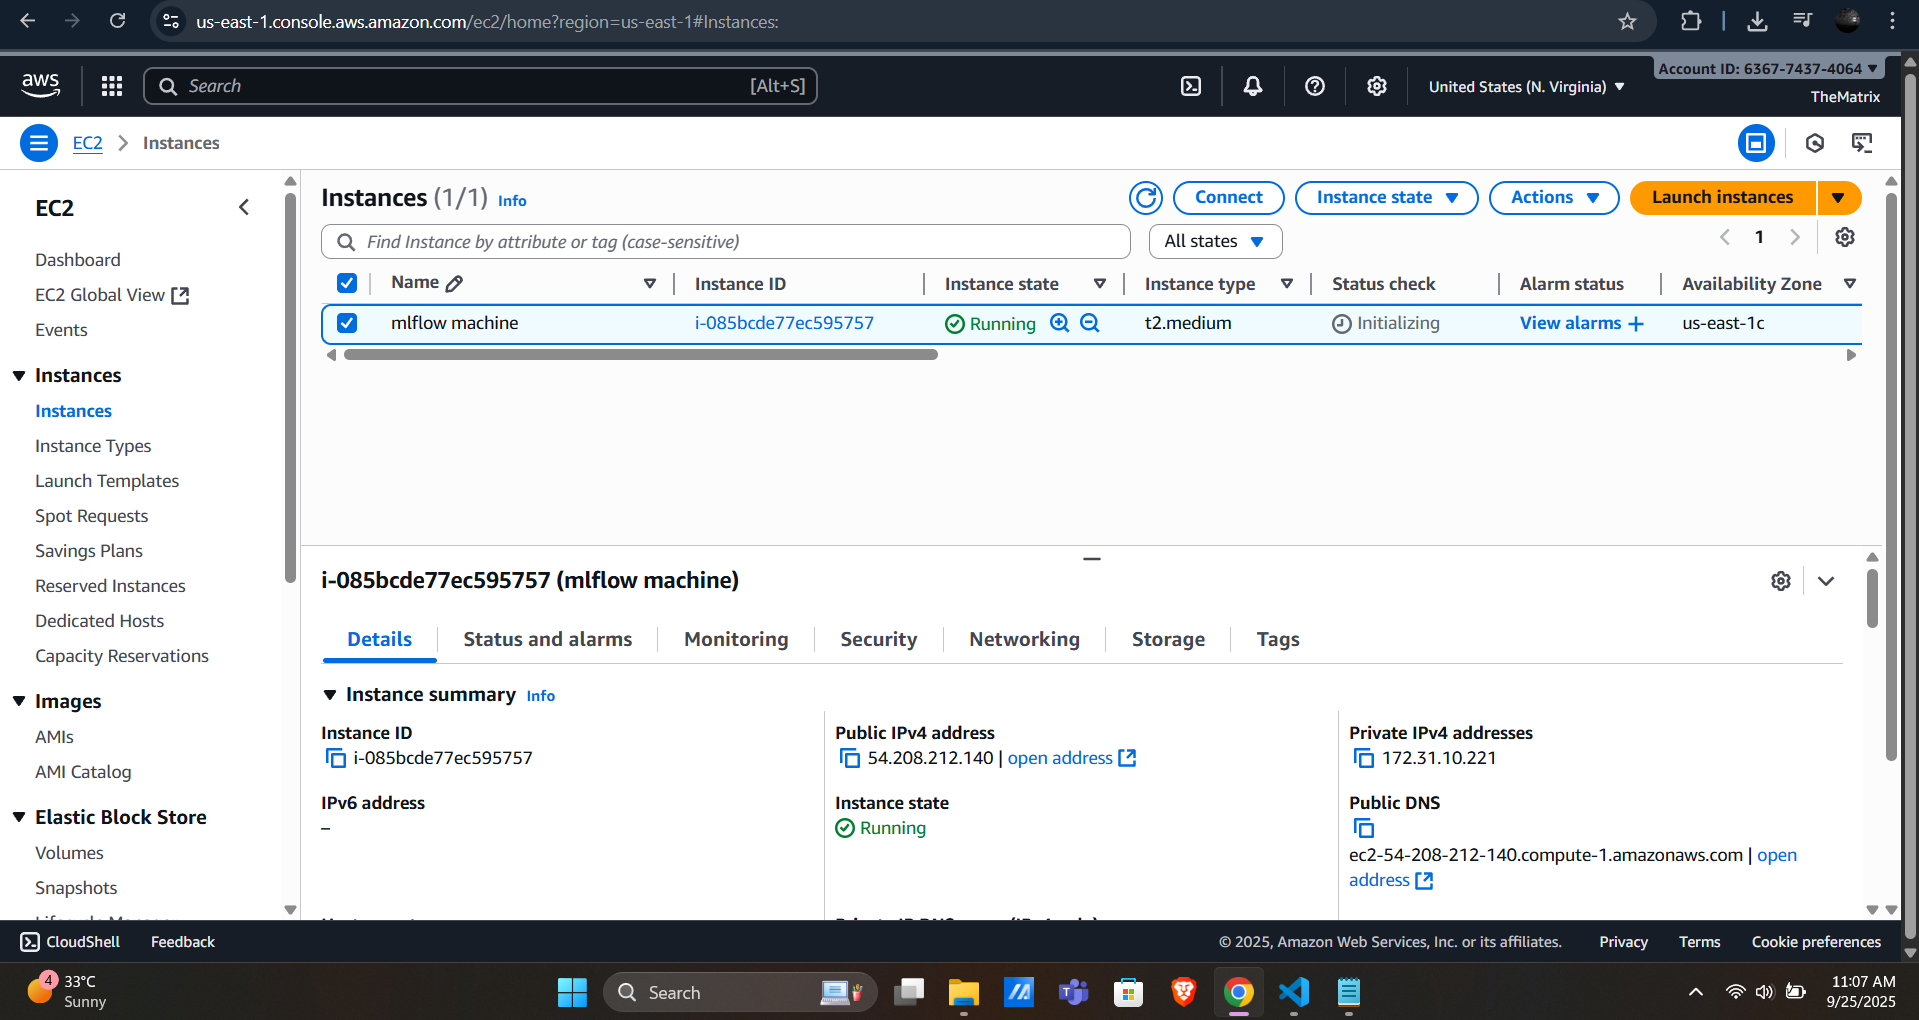 us-east-1.console.aws.amazon.com/ec2/home?region=us-east-1#Instances:
aws
Search
[Alt+S]
United States (N. Virginia)
Account ID: 6367-7437-4064
TheMatrix
EC2
Instances
EC2
Dashboard
EC2 Global View
Events
Instances
Instances
Instance Types
Launch Templates
Spot Requests
Savings Plans
Reserved Instances
Dedicated Hosts
Capacity Reservations
Images
AMIs
AMI Catalog
Elastic Block Store
Volumes
Snapshots
Instances (1/1) Info
Connect
Instance state
Actions
Launch instances
Find Instance by attribute or tag (case-sensitive)
All states
1
Name
Instance ID
Instance state
Instance type
Status check
Alarm status
Availability Zone
mlflow machine
i-085bcde77ec595757
Running
t2.medium
Initializing
View alarms +
us-east-1c
i-085bcde77ec595757 (mlflow machine)
Details
Status and alarms
Monitoring
Security
Networking
Storage
Tags
Instance summary Info
Instance ID
i-085bcde77ec595757
IPv6 address
–
Public IPv4 address
54.208.212.140 | open address
Instance state
Running
Private IPv4 addresses
172.31.10.221
Public DNS
ec2-54-208-212-140.compute-1.amazonaws.com | open
address
CloudShell
Feedback
© 2025, Amazon Web Services, Inc. or its affiliates.
Privacy
Terms
Cookie preferences
4
33°C
Sunny
Search
11:07 AM
9/25/2025